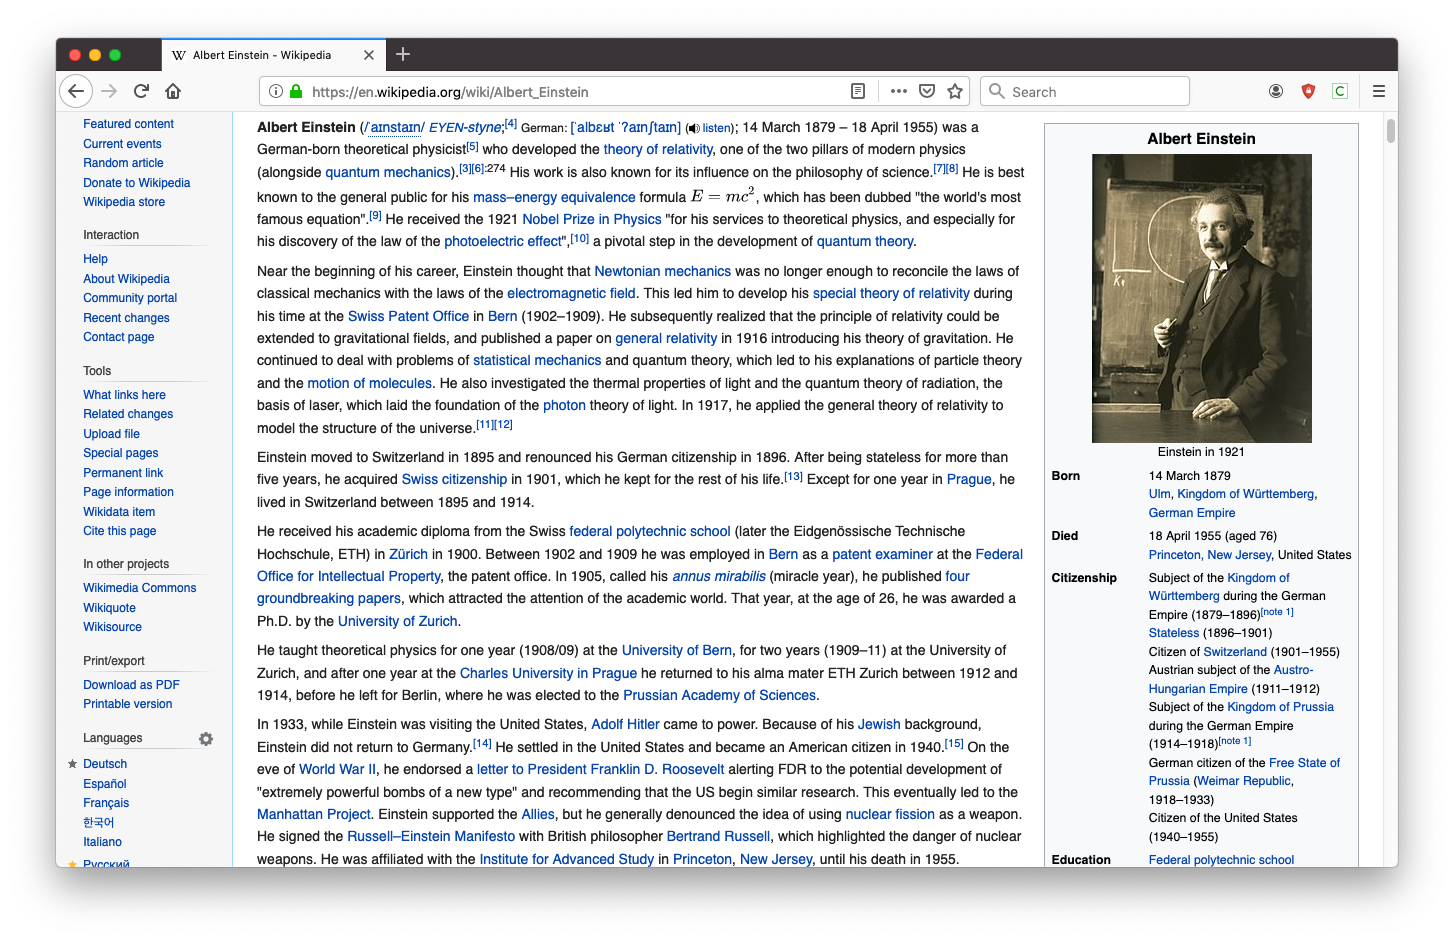 Albert Einstein - Wikipedia
https://en.wikipedia.org/wiki/Albert_Einstein
Search
Featured content
Current events
Random article
Donate to Wikipedia
Wikipedia store
Interaction
Help
About Wikipedia
Community portal
Recent changes
Contact page
Tools
What links here
Related changes
Upload file
Special pages
Permanent link
Page information
Wikidata item
Cite this page
In other projects
Wikimedia Commons
Wikiquote
Wikisource
Print/export
Download as PDF
Printable version
Languages
Deutsch
Español
Français
한국어
Italiano
Русский
Albert Einstein (/ˈaɪnstaɪn/ EYEN-styne;[4] German: [ˈalbɛʁt ˈʔaɪnʃtaɪn] (listen); 14 March 1879 – 18 April 1955) was a
German-born theoretical physicist[5] who developed the theory of relativity, one of the two pillars of modern physics
(alongside quantum mechanics).[3][6]:274 His work is also known for its influence on the philosophy of science.[7][8] He is best
known to the general public for his mass–energy equivalence formula E = mc², which has been dubbed "the world's most
famous equation".[9] He received the 1921 Nobel Prize in Physics "for his services to theoretical physics, and especially for
his discovery of the law of the photoelectric effect",[10] a pivotal step in the development of quantum theory.
Near the beginning of his career, Einstein thought that Newtonian mechanics was no longer enough to reconcile the laws of
classical mechanics with the laws of the electromagnetic field. This led him to develop his special theory of relativity during
his time at the Swiss Patent Office in Bern (1902–1909). He subsequently realized that the principle of relativity could be
extended to gravitational fields, and published a paper on general relativity in 1916 introducing his theory of gravitation. He
continued to deal with problems of statistical mechanics and quantum theory, which led to his explanations of particle theory
and the motion of molecules. He also investigated the thermal properties of light and the quantum theory of radiation, the
basis of laser, which laid the foundation of the photon theory of light. In 1917, he applied the general theory of relativity to
model the structure of the universe.[11][12]
Einstein moved to Switzerland in 1895 and renounced his German citizenship in 1896. After being stateless for more than
five years, he acquired Swiss citizenship in 1901, which he kept for the rest of his life.[13] Except for one year in Prague, he
lived in Switzerland between 1895 and 1914.
He received his academic diploma from the Swiss federal polytechnic school (later the Eidgenössische Technische
Hochschule, ETH) in Zürich in 1900. Between 1902 and 1909 he was employed in Bern as a patent examiner at the Federal
Office for Intellectual Property, the patent office. In 1905, called his annus mirabilis (miracle year), he published four
groundbreaking papers, which attracted the attention of the academic world. That year, at the age of 26, he was awarded a
Ph.D. by the University of Zurich.
He taught theoretical physics for one year (1908/09) at the University of Bern, for two years (1909–11) at the University of
Zurich, and after one year at the Charles University in Prague he returned to his alma mater ETH Zurich between 1912 and
1914, before he left for Berlin, where he was elected to the Prussian Academy of Sciences.
In 1933, while Einstein was visiting the United States, Adolf Hitler came to power. Because of his Jewish background,
Einstein did not return to Germany.[14] He settled in the United States and became an American citizen in 1940.[15] On the
eve of World War II, he endorsed a letter to President Franklin D. Roosevelt alerting FDR to the potential development of
"extremely powerful bombs of a new type" and recommending that the US begin similar research. This eventually led to the
Manhattan Project. Einstein supported the Allies, but he generally denounced the idea of using nuclear fission as a weapon.
He signed the Russell–Einstein Manifesto with British philosopher Bertrand Russell, which highlighted the danger of nuclear
weapons. He was affiliated with the Institute for Advanced Study in Princeton, New Jersey, until his death in 1955.
Albert Einstein
Einstein in 1921
Born 14 March 1879
Ulm, Kingdom of Württemberg,
German Empire
Died 18 April 1955 (aged 76)
Princeton, New Jersey, United States
Citizenship Subject of the Kingdom of
Württemberg during the German
Empire (1879–1896)[note 1]
Stateless (1896–1901)
Citizen of Switzerland (1901–1955)
Austrian subject of the Austro-
Hungarian Empire (1911–1912)
Subject of the Kingdom of Prussia
during the German Empire
(1914–1918)[note 1]
German citizen of the Free State of
Prussia (Weimar Republic,
1918–1933)
Citizen of the United States
(1940–1955)
Education Federal polytechnic school